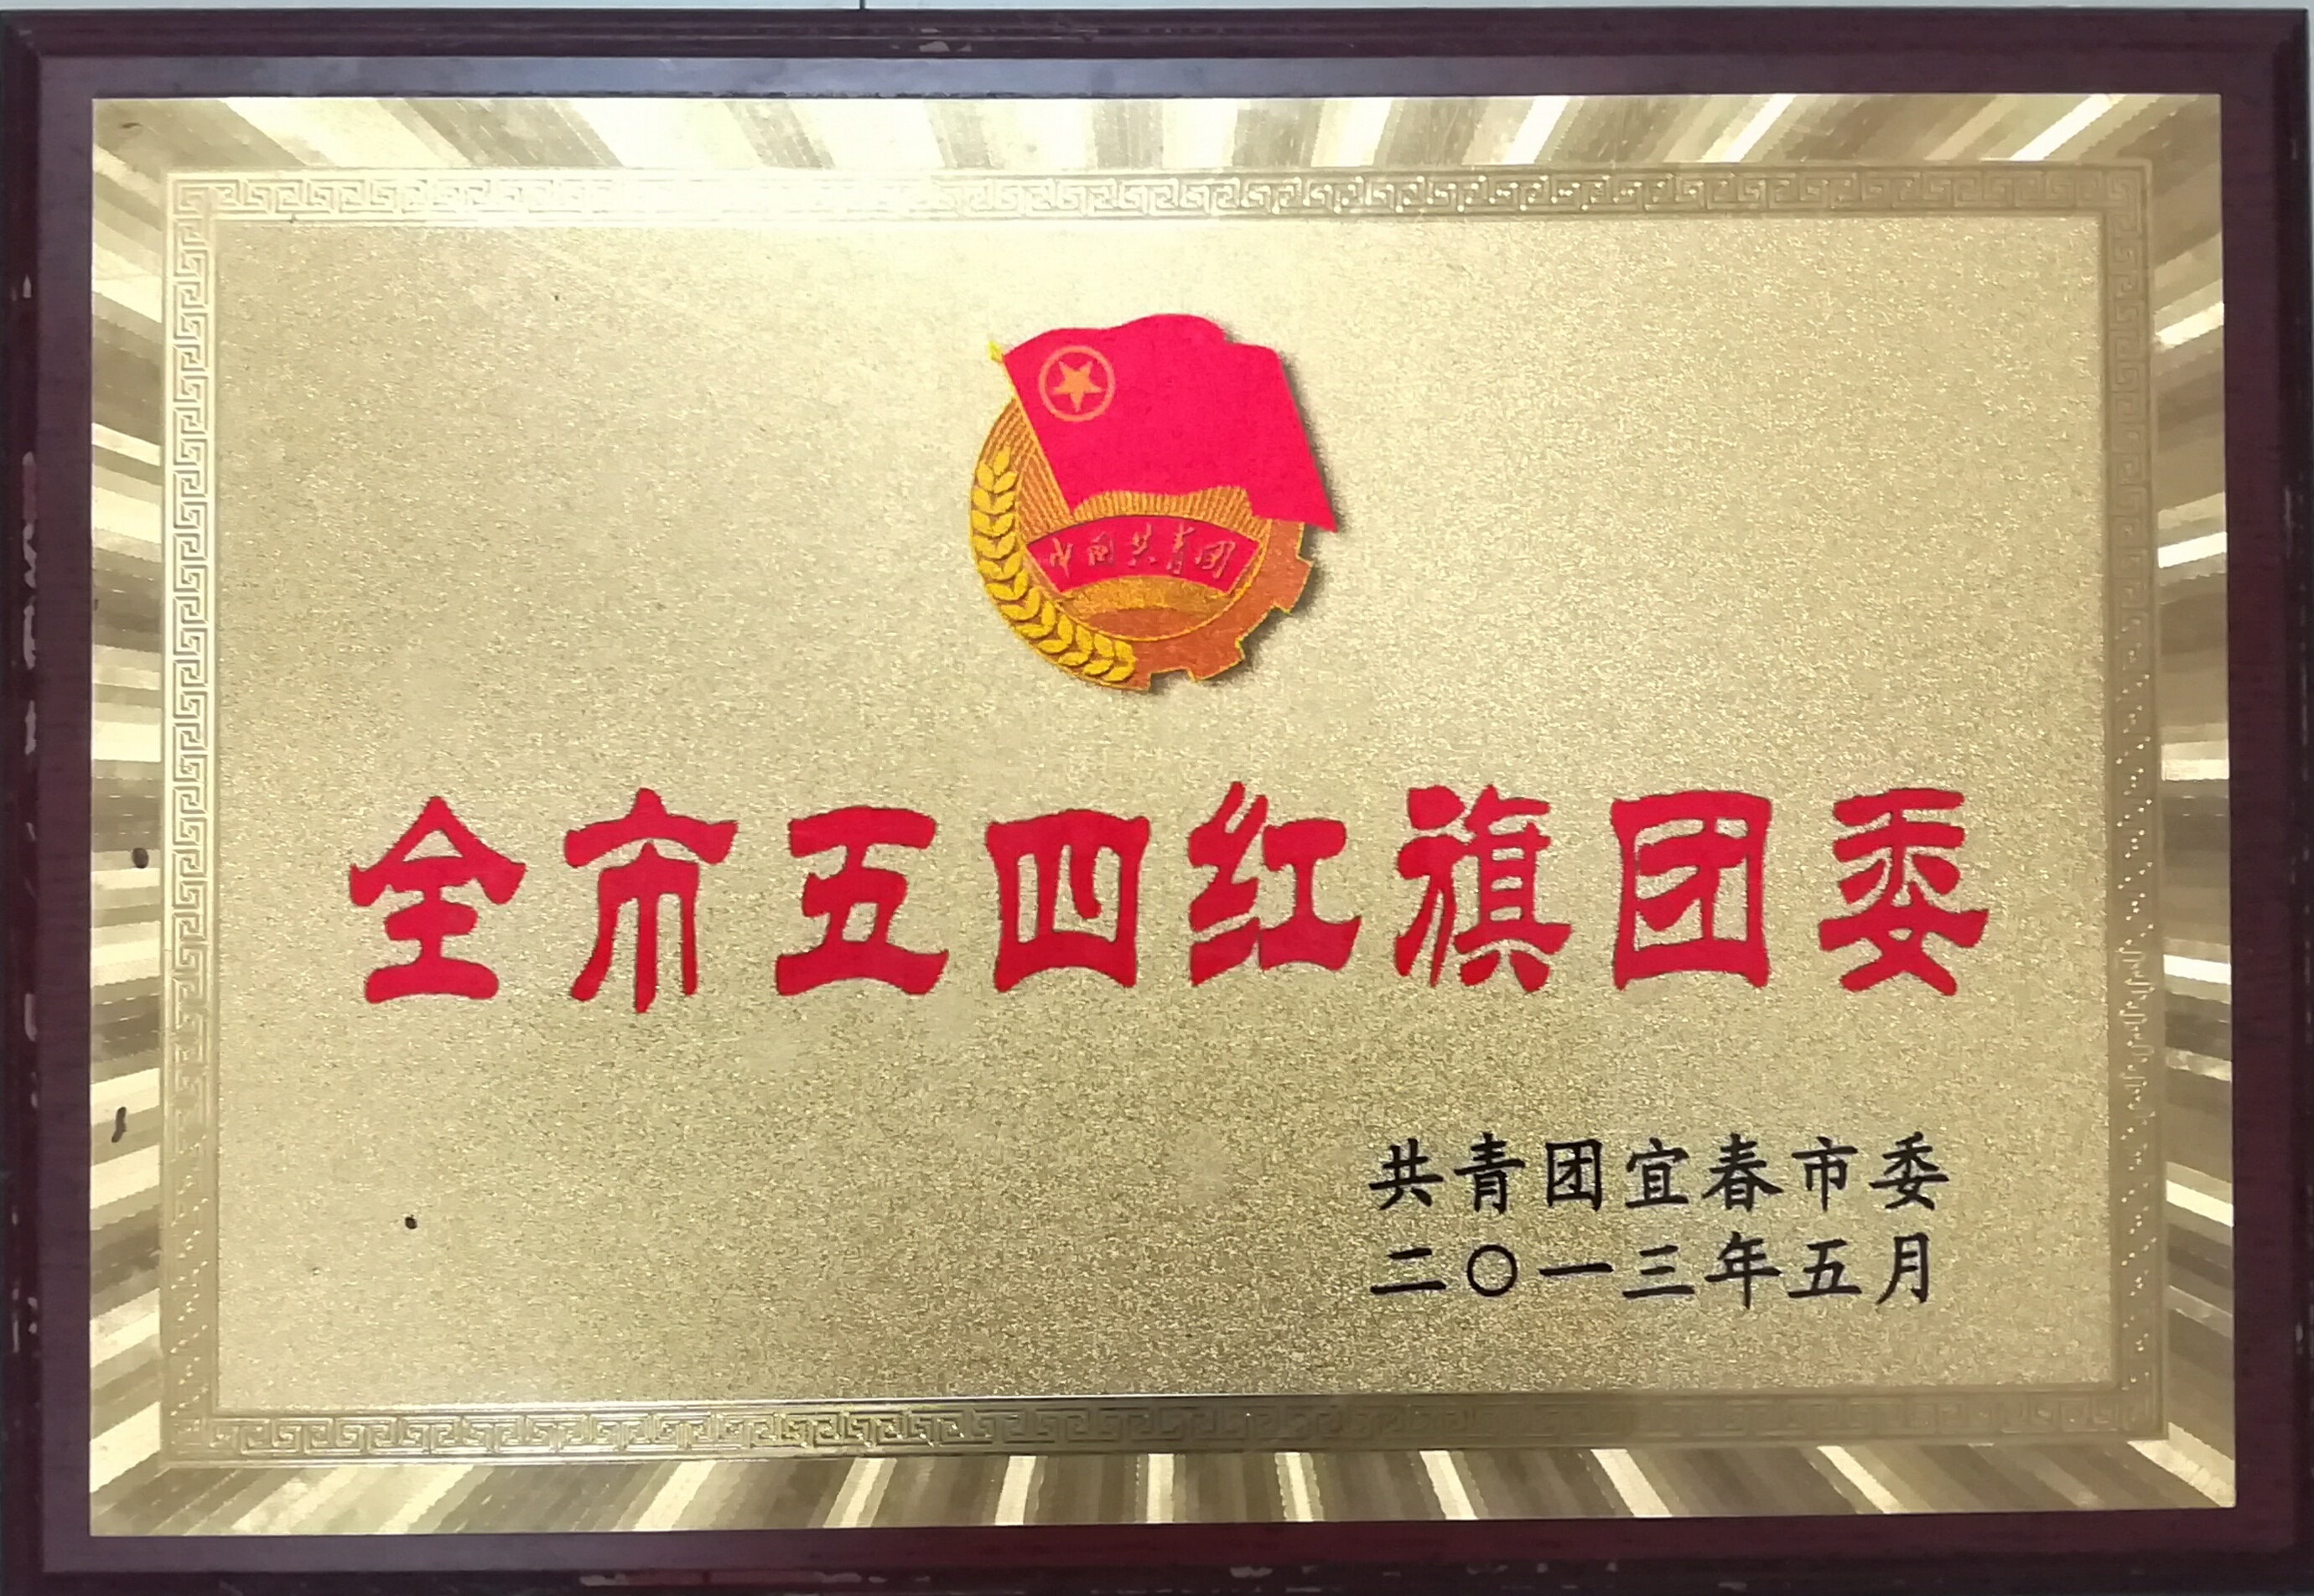 中国共青团
全市五四红旗团委
共青团宜春市委
二〇一三年五月